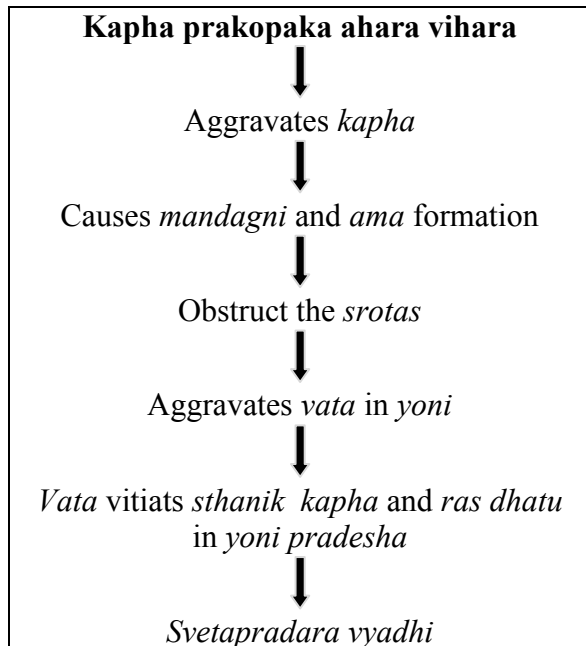 Kapha prakopaka ahara vihara
Aggravates kapha
Causes mandagni and ama formation
Obstruct the srotas
Aggravates vata in yoni
Vata vitiats sthanik kapha and ras dhatu
in yoni pradesha
Svetapradara vyadhi